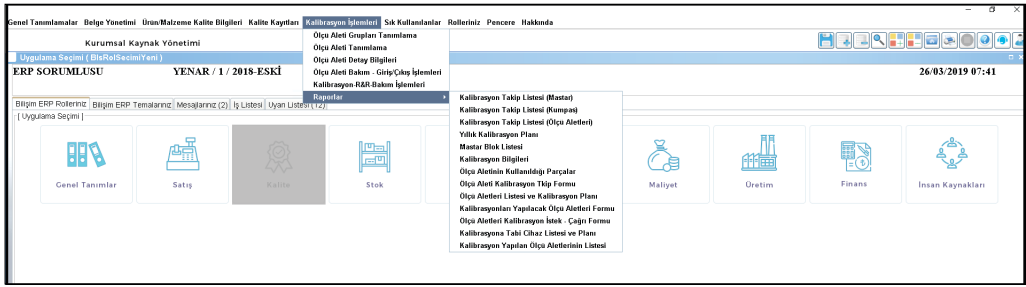 Genel Tanımlamalar Belge Yönetimi Ürün/Malzeme Kalite Bilgileri Kalite Kayıtları Kalibrasyon İşlemleri Sık Kullanılanlar Rolleriniz Pencere Hakkında
Kurumsal Kaynak Yönetimi
Uygulama Seçimi ( BIsRolSecimiYeni )
ERP SORUMLUSU YENAR / 1 / 2018-ESKİ 26/03/2019 07:41
Ölçü Aleti Grupları Tanımlama
Ölçü Aleti Tanımlama
Ölçü Aleti Detay Bilgileri
Ölçü Aleti Bakım - Giriş/Çıkış İşlemleri
Kalibrasyon-R&R-Bakım İşlemleri
Raporlar
Kalibrasyon Takip Listesi (Mastar)
Kalibrasyon Takip Listesi (Kumpas)
Kalibrasyon Takip Listesi (Ölçü Aletleri)
Yıllık Kalibrasyon Planı
Mastar Blok Listesi
Kalibrasyon Bilgileri
Ölçü Aletinin Kullanıldığı Parçalar
Ölçü Aleti Kalibrasyon Tkip Formu
Ölçü Aletleri Listesi ve Kalibrasyon Planı
Kalibrasyonları Yapılacak Ölçü Aletleri Formu
Ölçü Aletleri Kalibrasyon İstek - Çağrı Formu
Kalibrasyona Tabi Cihaz Listesi ve Planı
Kalibrasyon Yapılan Ölçü Aletlerinin Listesi
Bilişim ERP Rolleriniz Bilişim ERP Temalarınız Mesajlarınız (2) İş Listesi Uyarı Listesi (12)
[ Uygulama Seçimi ]
Genel Tanımlar Satış Kalite Stok Maliyet Üretim Finans İnsan Kaynakları